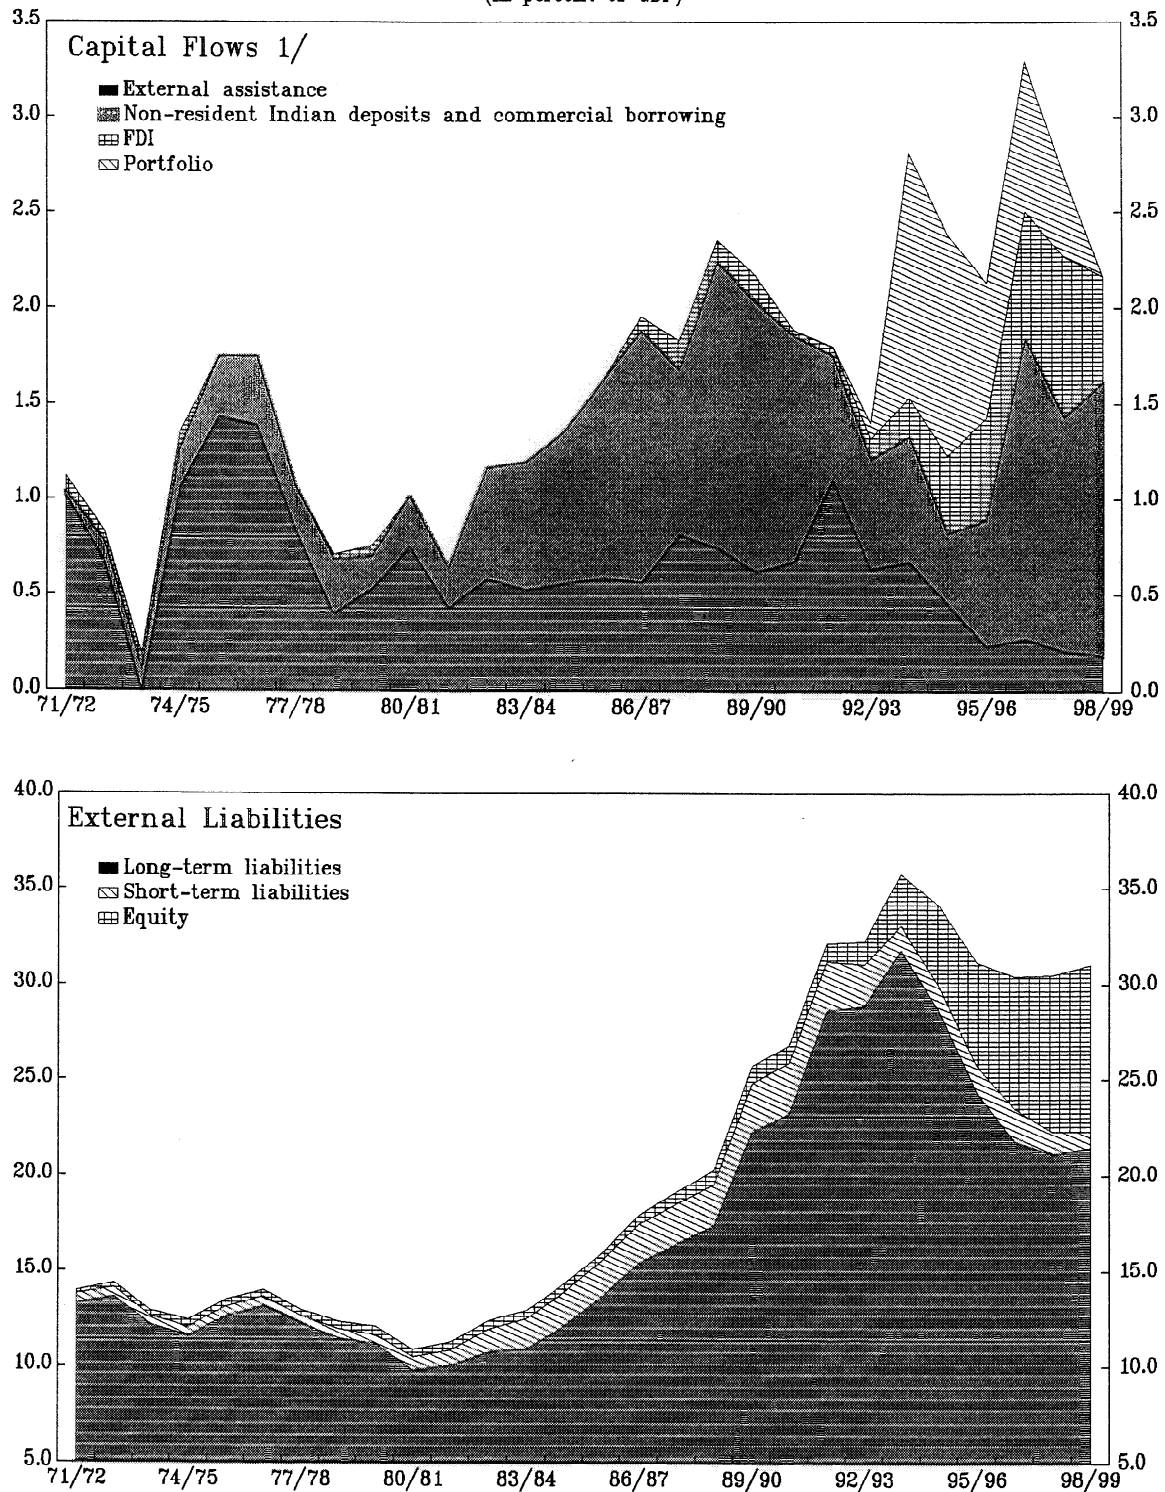 3.5 3.5
Capital Flows 1/
External assistance
Non-resident Indian deposits and commercial borrowing
FDI
Portfolio
3.0 3.0
2.5 2.5
2.0 2.0
1.5 1.5
1.0 1.0
0.5 0.5
0.0 0.0
71/72 74/75 77/78 80/81 83/84 86/87 89/90 92/93 95/96 98/99
40.0 40.0
External Liabilities
Long-term liabilities
Short-term liabilities
Equity
35.0 35.0
30.0 30.0
25.0 25.0
20.0 20.0
15.0 15.0
10.0 10.0
5.0 5.0
71/72 74/75 77/78 80/81 83/84 86/87 89/90 92/93 95/96 98/99